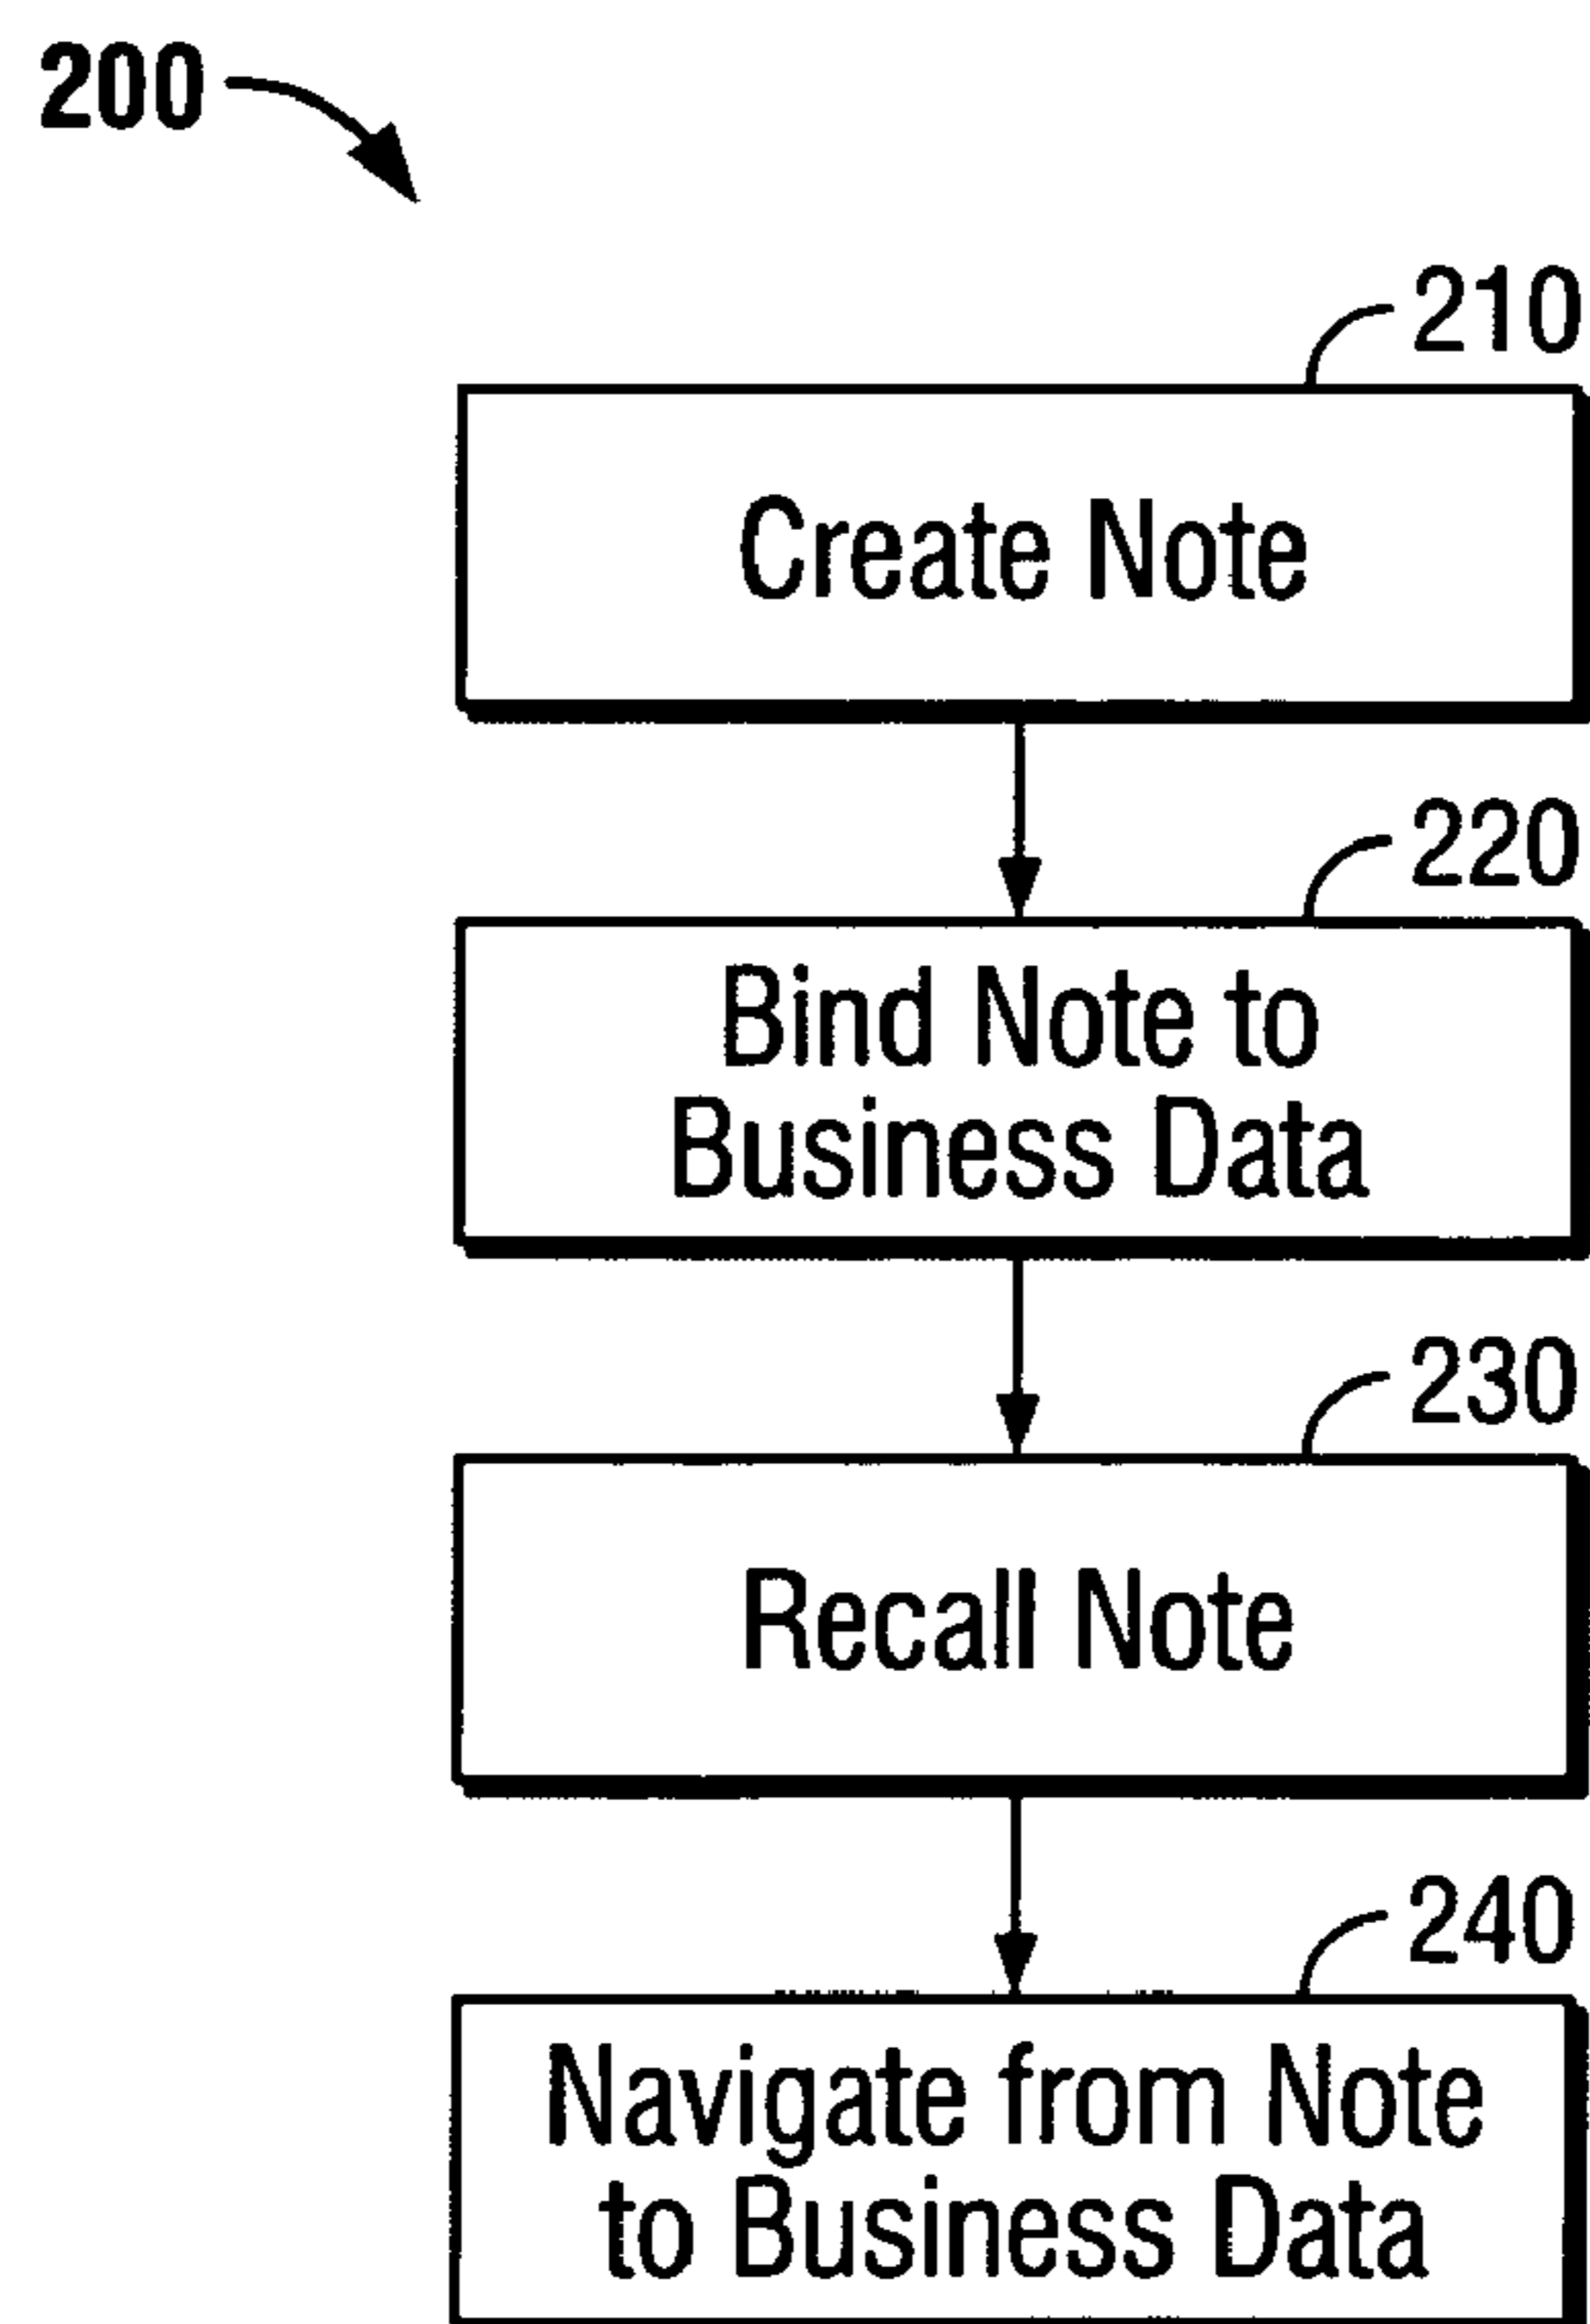 200
210
Create Note
220
Bind Note to
Business Data
230
Recall Note
240
Navigate from Note
to Business Data